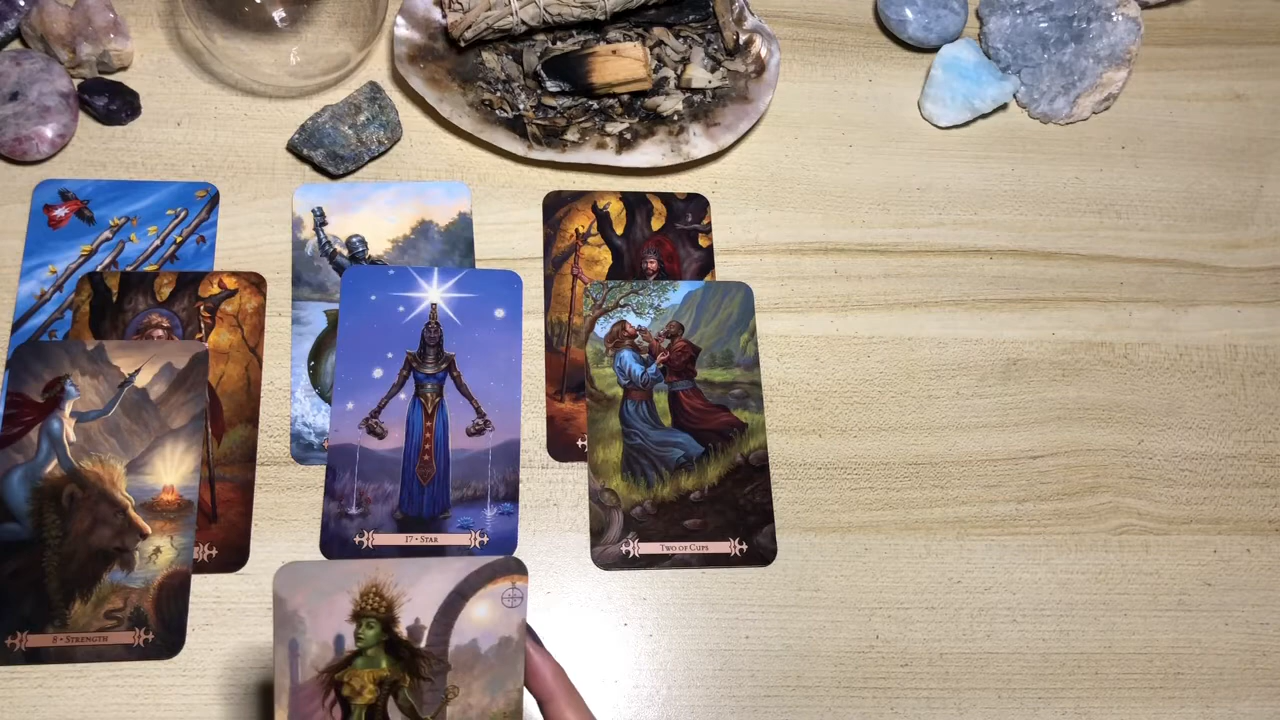 17 • STAR
TWO OF CUPS
8 • STRENGTH